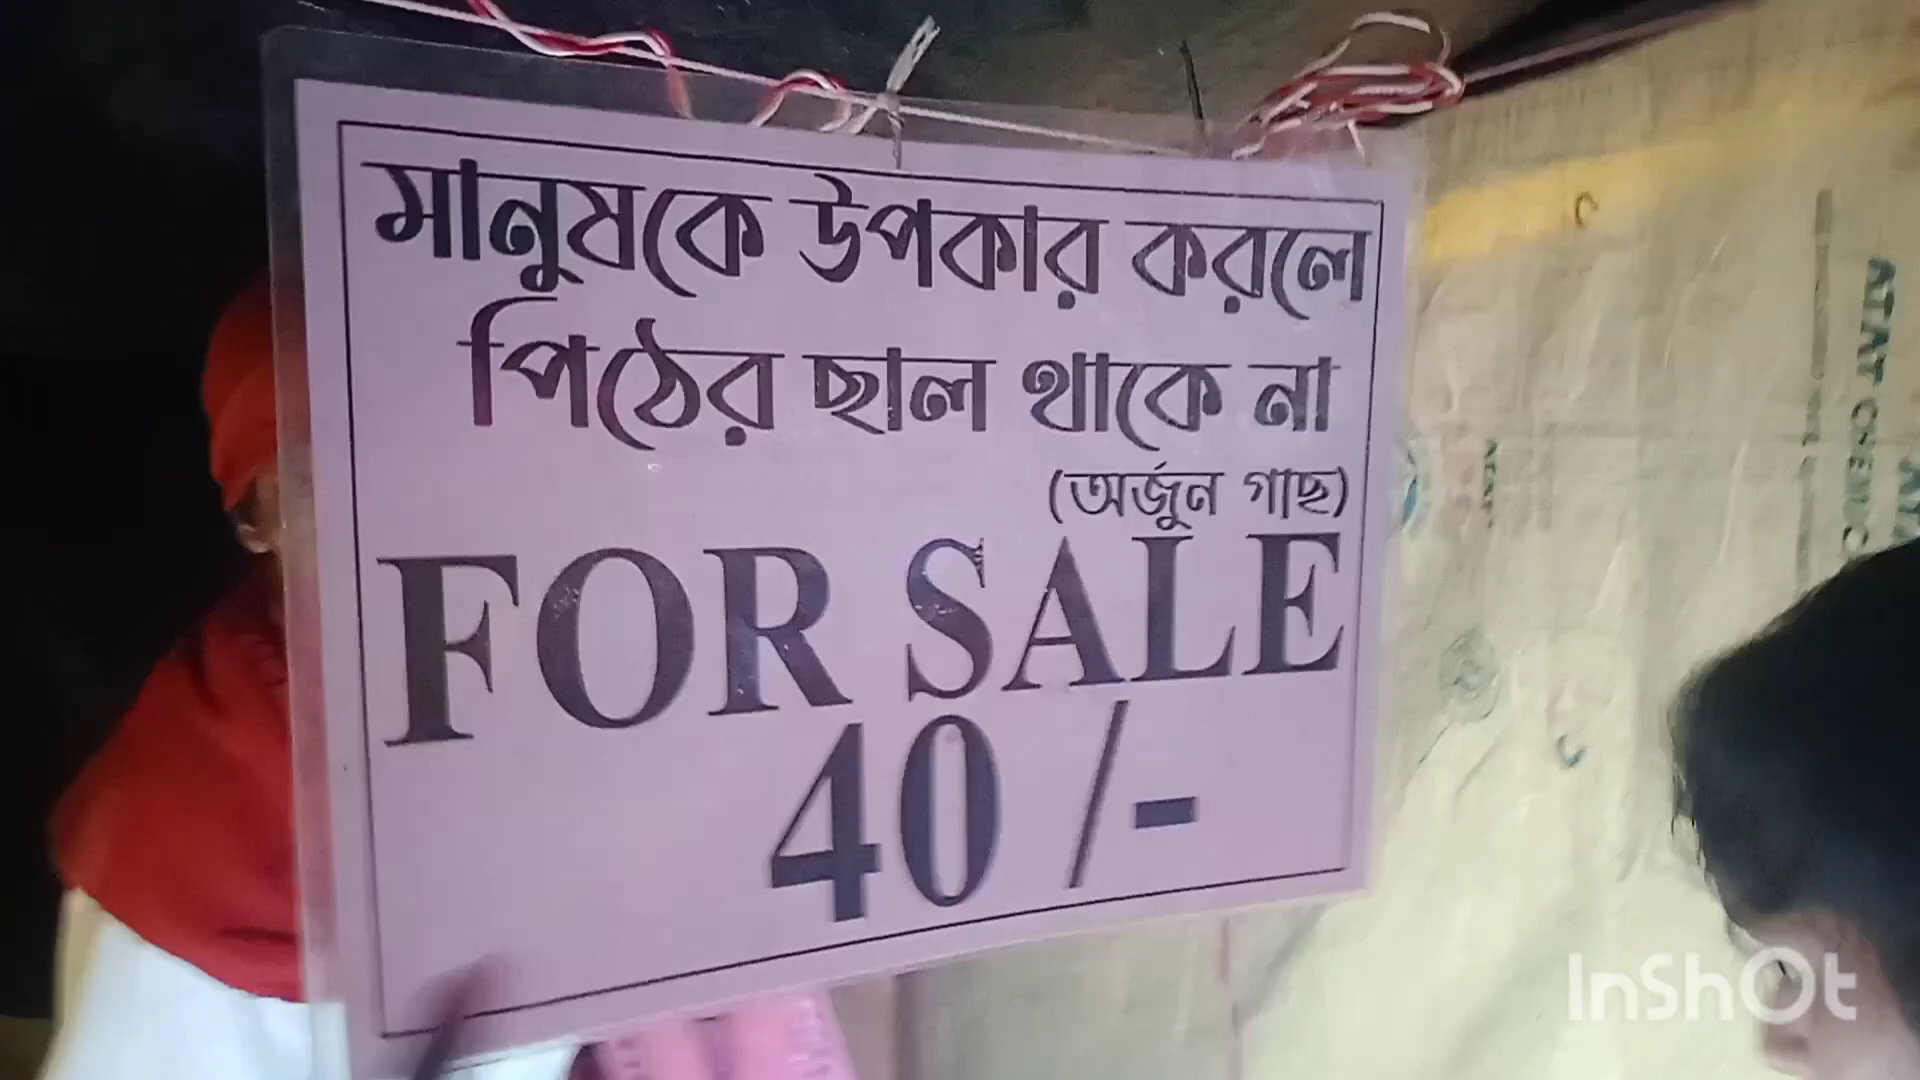 মানুষকে উপকার করলে
পিঠের ছাল থাকে না
(অর্জুন গাছ)
FOR SALE
40 /-
InShOt